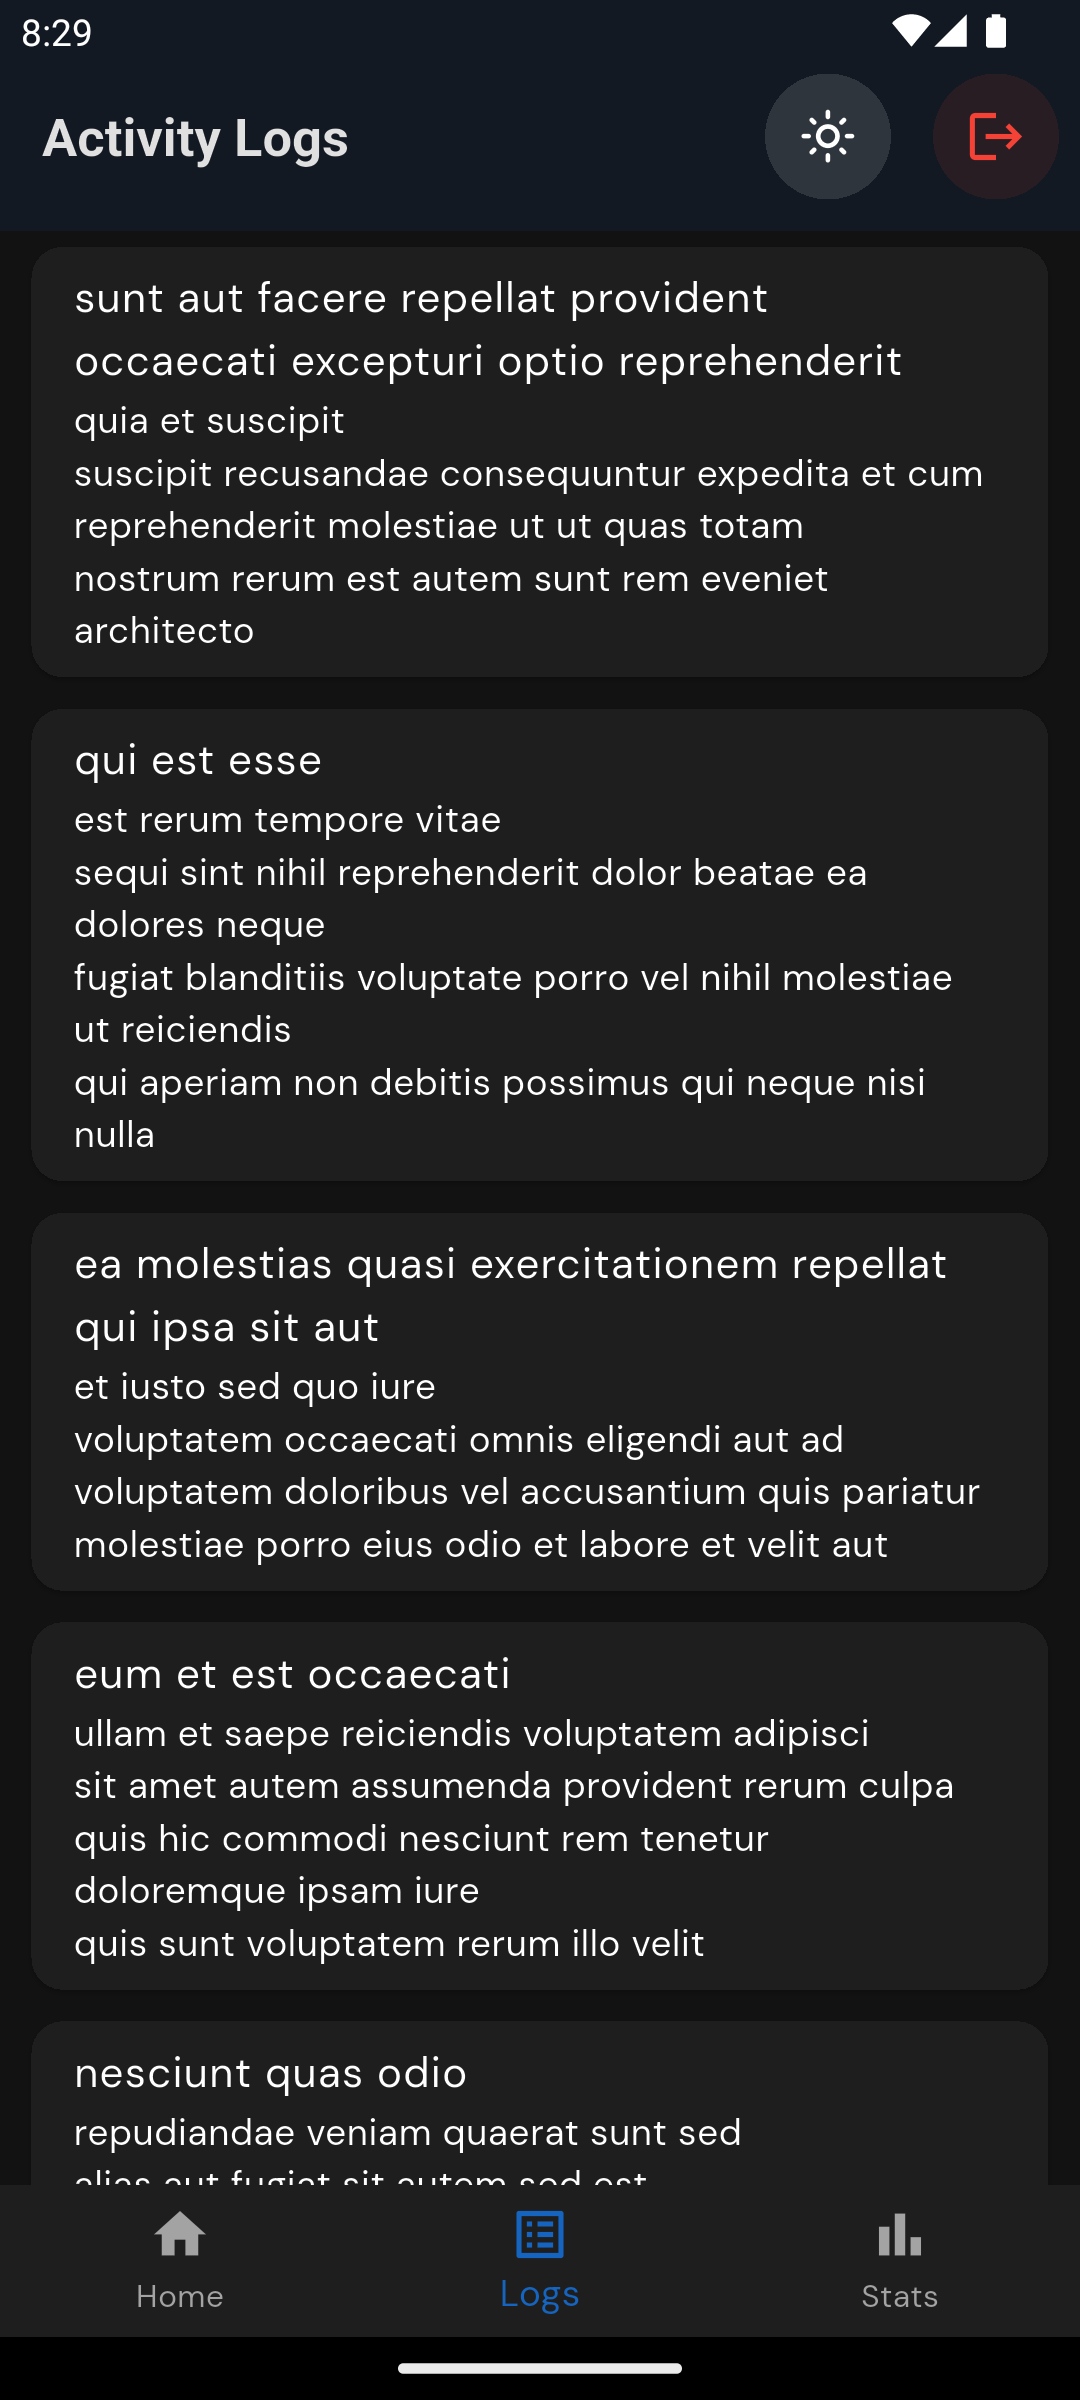 8:29
Activity Logs
sunt aut facere repellat provident
occaecati excepturi optio reprehenderit
quia et suscipit
suscipit recusandae consequuntur expedita et cum
reprehenderit molestiae ut ut quas totam
nostrum rerum est autem sunt rem eveniet
architecto
qui est esse
est rerum tempore vitae
sequi sint nihil reprehenderit dolor beatae ea
dolores neque
fugiat blanditiis voluptate porro vel nihil molestiae
ut reiciendis
qui aperiam non debitis possimus qui neque nisi
nulla
ea molestias quasi exercitationem repellat
qui ipsa sit aut
et iusto sed quo iure
voluptatem occaecati omnis eligendi aut ad
voluptatem doloribus vel accusantium quis pariatur
molestiae porro eius odio et labore et velit aut
eum et est occaecati
ullam et saepe reiciendis voluptatem adipisci
sit amet autem assumenda provident rerum culpa
quis hic commodi nesciunt rem tenetur
doloremque ipsam iure
quis sunt voluptatem rerum illo velit
nesciunt quas odio
repudiandae veniam quaerat sunt sed
alias aut fugiat sit autem sed est
Home
Logs
Stats